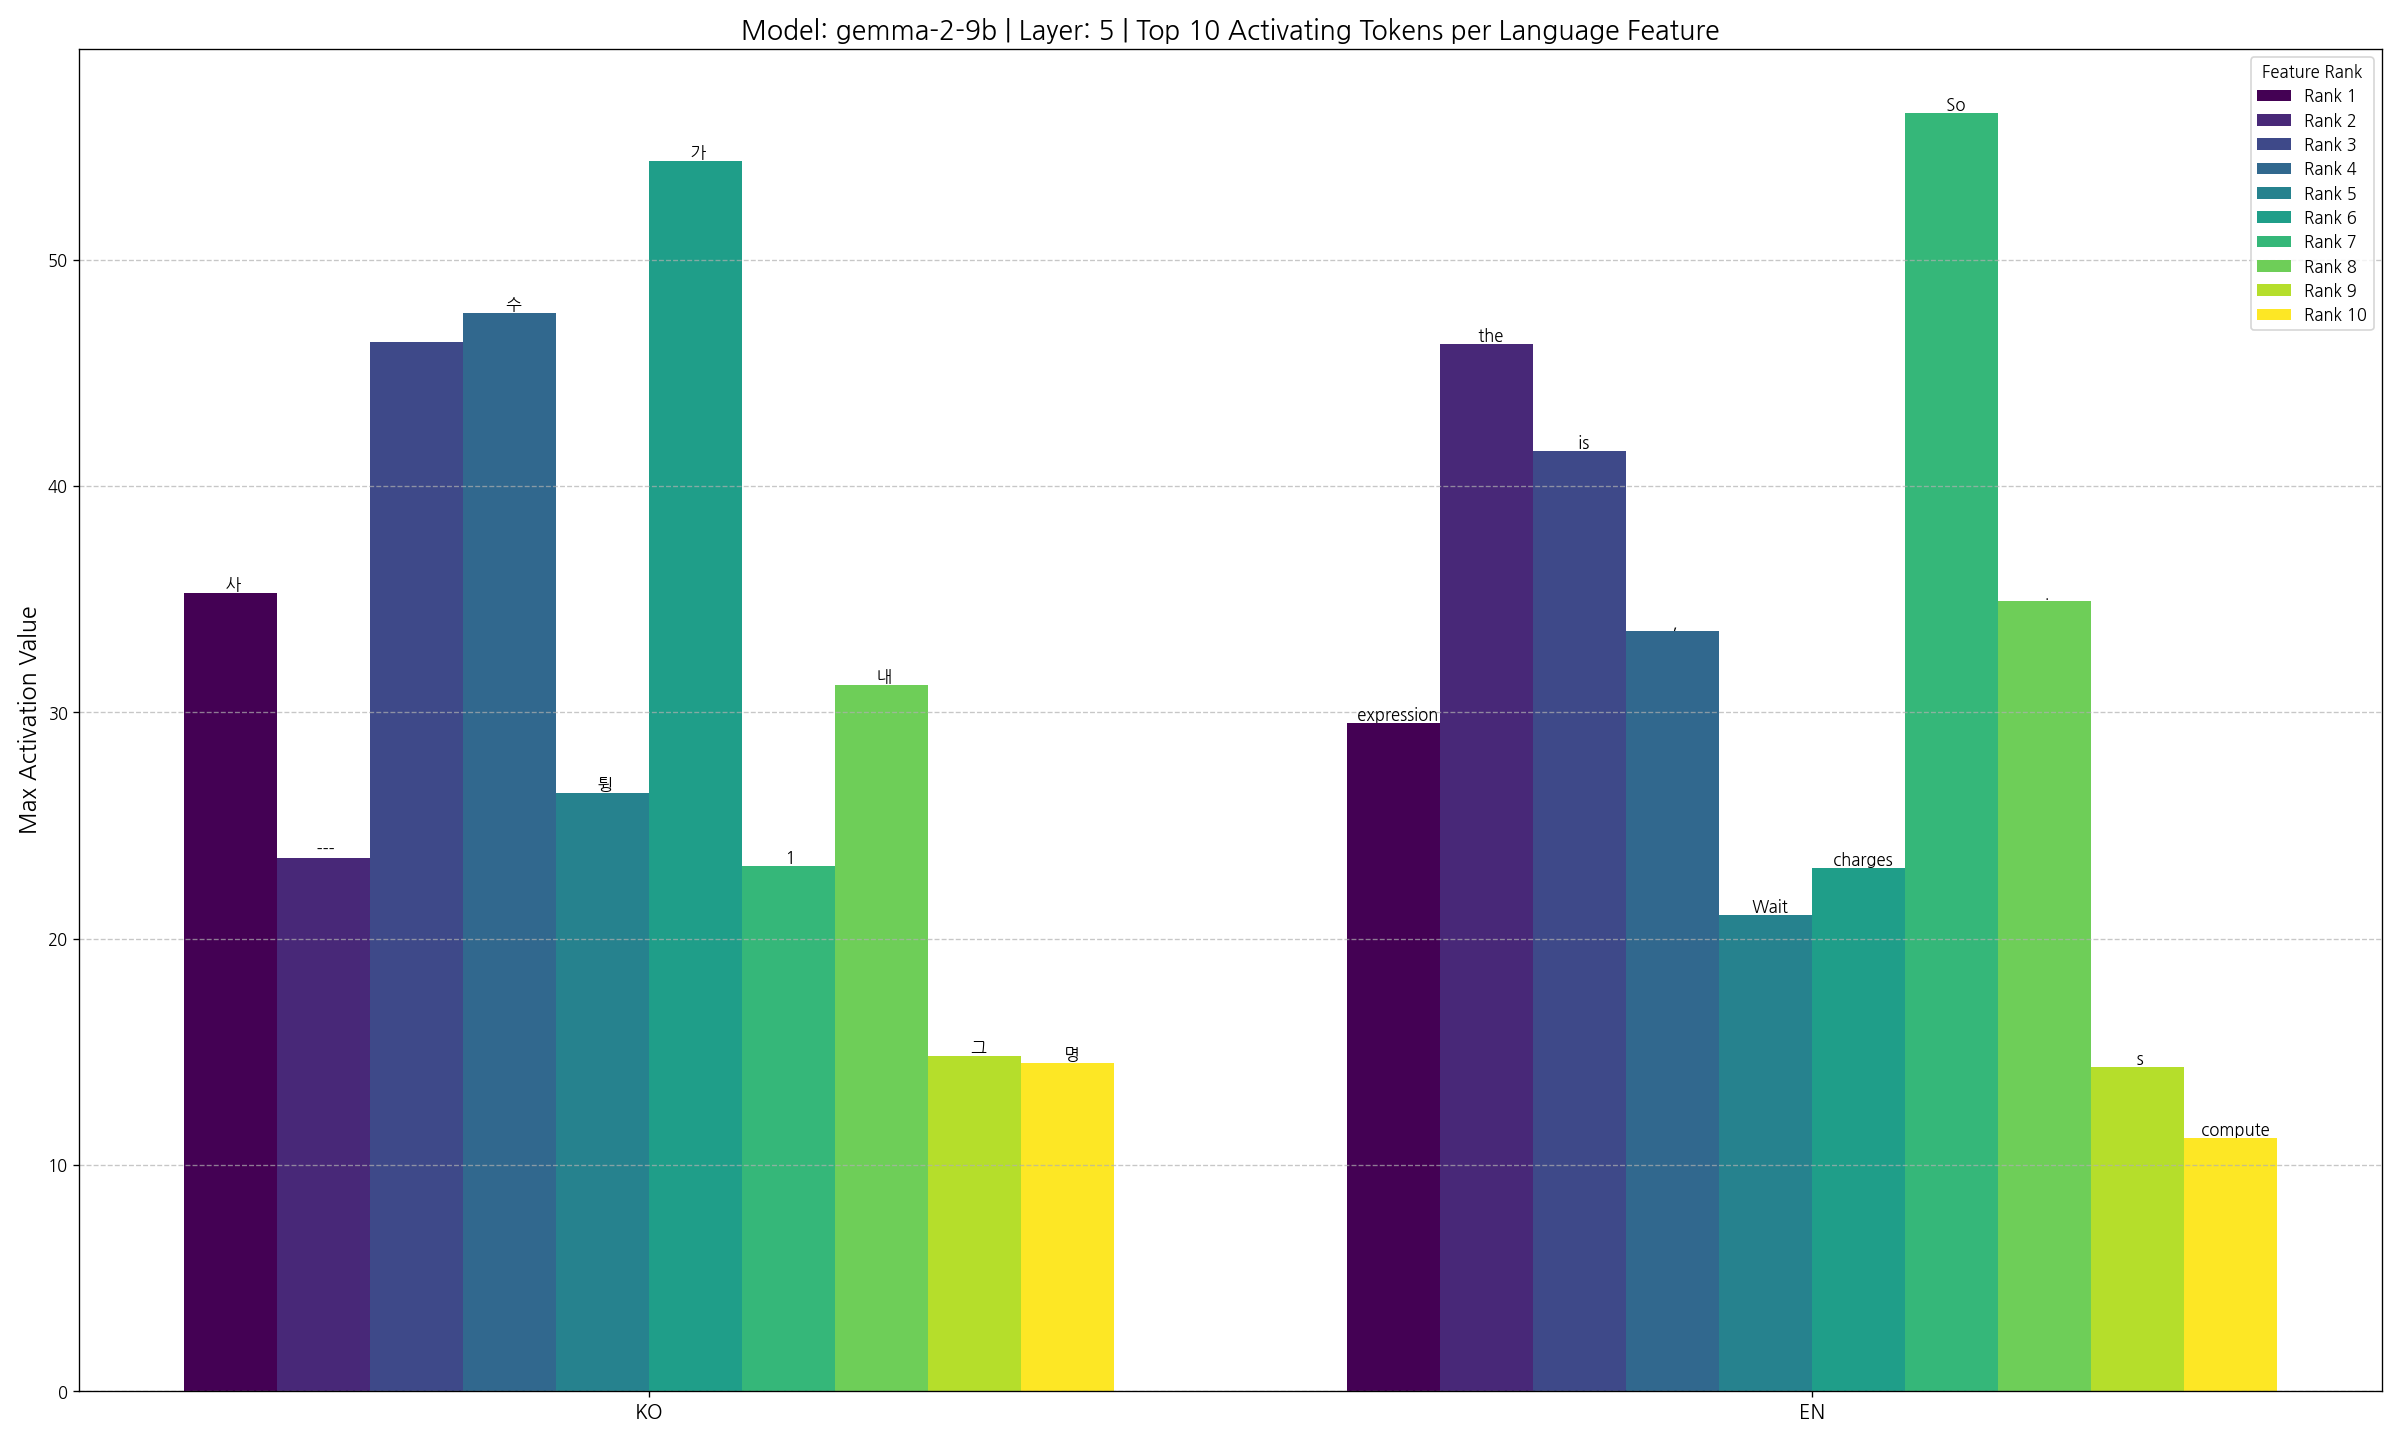 Model: gemma-2-9b | Layer: 5 | Top 10 Activating Tokens per Language Feature
Max Activation Value
50
40
30
20
10
0
사
---
수
튕
가
1
내
그
명
expression
the
is
,
Wait
charges
So
.
s
compute
KO
EN
Feature Rank
Rank 1
Rank 2
Rank 3
Rank 4
Rank 5
Rank 6
Rank 7
Rank 8
Rank 9
Rank 10